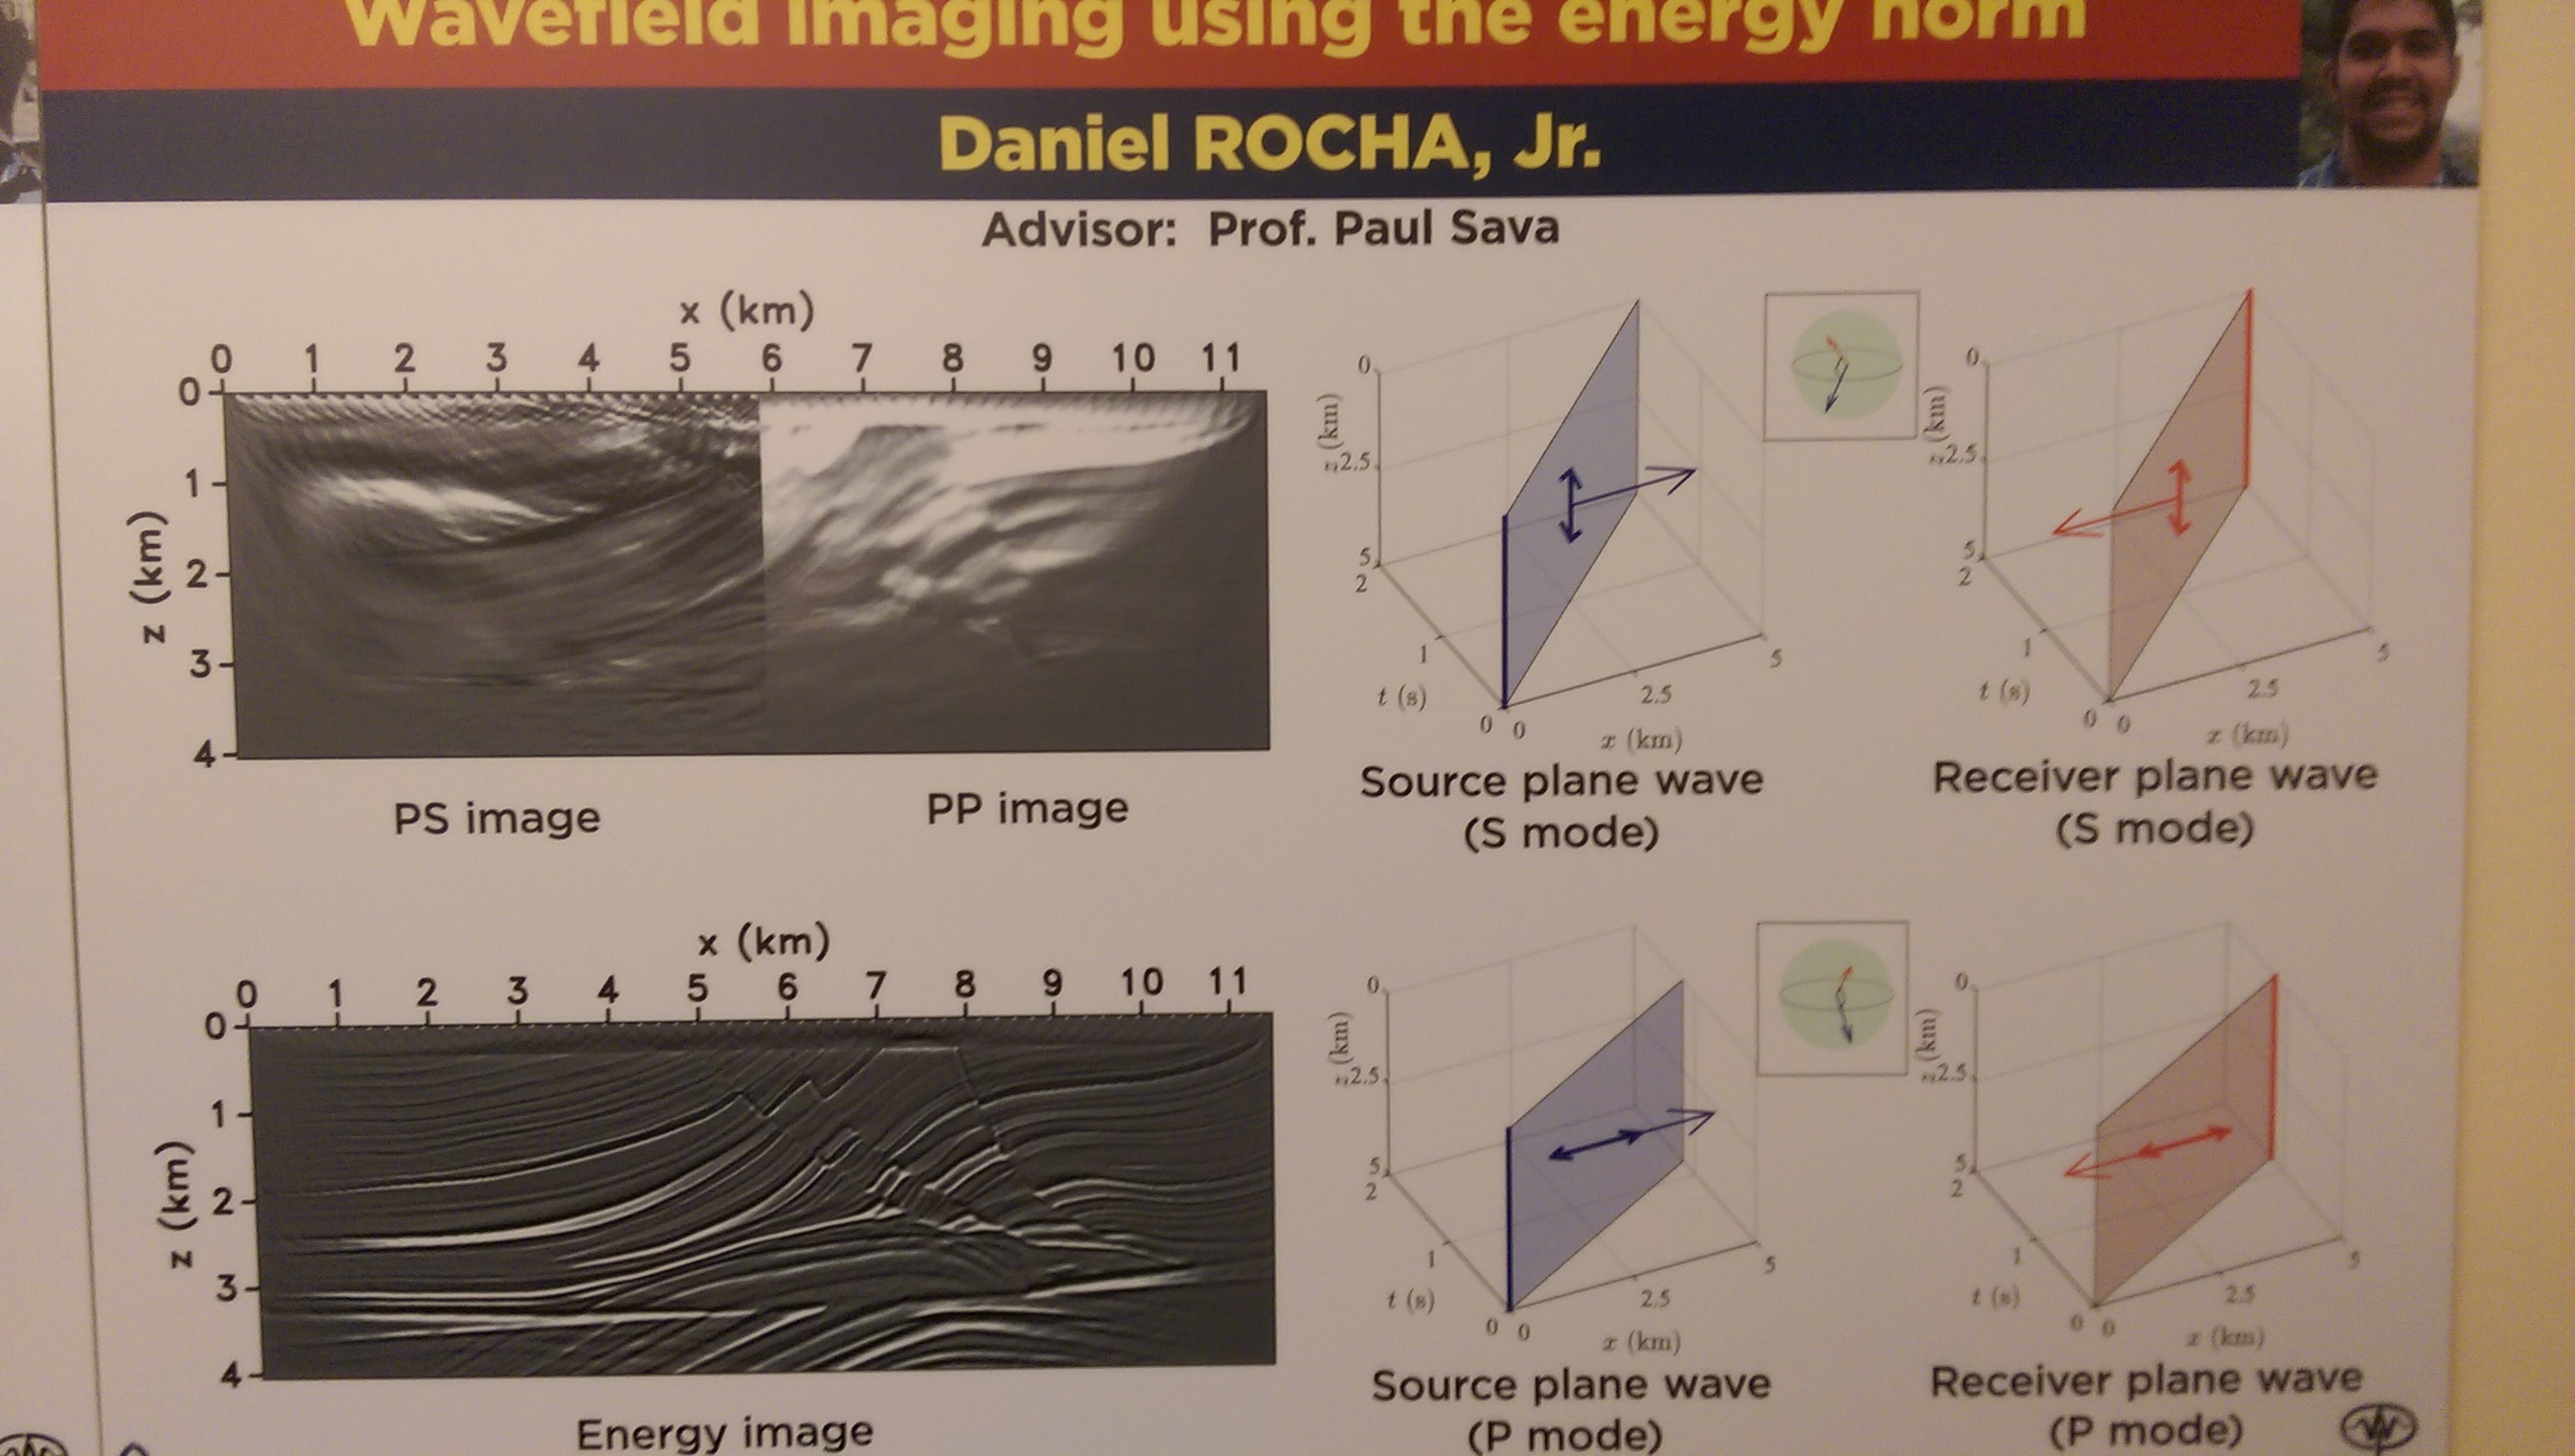 Wavefield imaging using the energy norm
Daniel ROCHA, Jr.
Advisor: Prof. Paul Sava
x (km)
0 1 2 3 4 5 6 7 8 9 10 11
0
1
2
3
4
z (km)
PS image
PP image
0
2.5
5
z (km)
2
1
0
t (s)
0
2.5
5
x (km)
Source plane wave
(S mode)
0
2.5
5
z (km)
2
1
0
t (s)
0
2.5
5
x (km)
Receiver plane wave
(S mode)
x (km)
0 1 2 3 4 5 6 7 8 9 10 11
0
1
2
3
4
z (km)
Energy image
0
2.5
5
z (km)
2
1
0
t (s)
0
2.5
5
x (km)
Source plane wave
(P mode)
0
2.5
5
z (km)
2
1
0
t (s)
0
2.5
5
x (km)
Receiver plane wave
(P mode)